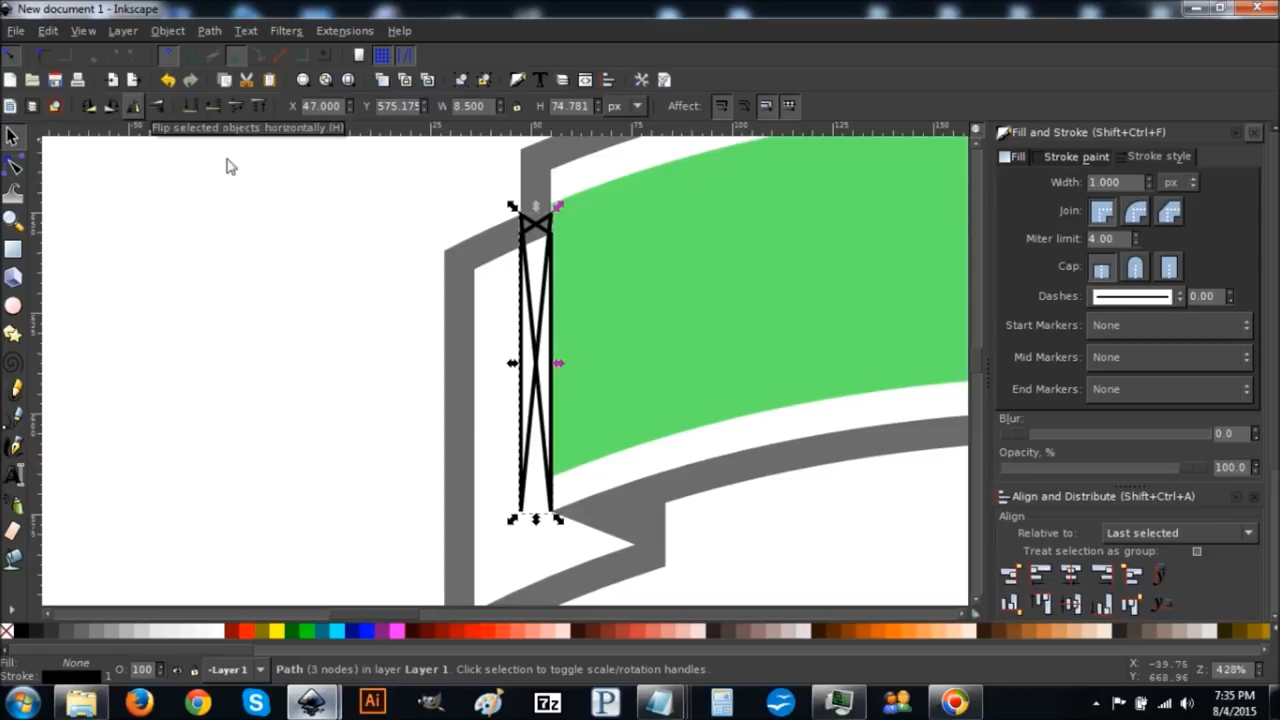 New document 1 - Inkscape
File Edit View Layer Object Path Text Filters Extensions Help
X 47.000 Y 575.175 W 8.500 H 74.781 px Affect:
Flip selected objects horizontally (H)
Fill and Stroke (Shift+Ctrl+F)
Fill Stroke paint Stroke style
Width: 1.000 px
Join:
Miter limit: 4.00
Cap:
Dashes: 0.00
Start Markers: None
Mid Markers: None
End Markers: None
Blur:
0.0
Opacity, %
100.0
Align and Distribute (Shift+Ctrl+A)
Align
Relative to: Last selected
Treat selection as group:
Fill: None
Stroke: 1
O: 100
-Layer 1
Path (3 nodes) in layer Layer 1. Click selection to toggle scale/rotation handles.
X: -39.75
Y: 668.96
Z: 428%
Ai
7z
P
7:35 PM
8/4/2015